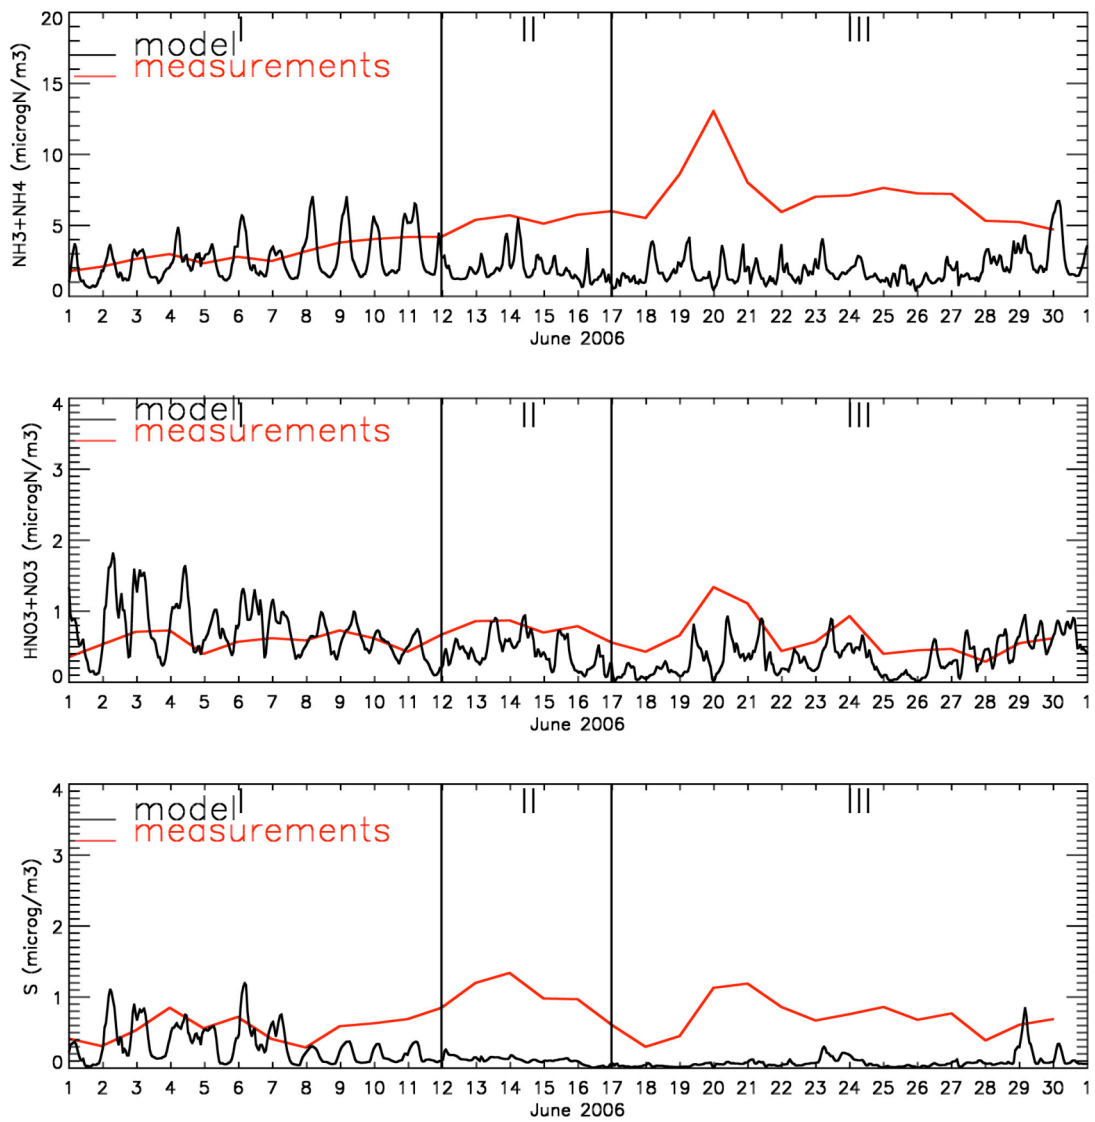 20
I
II
III
model
measurements
15
10
5
0
NH3+NH4 (microgN/m3)
1 2 3 4 5 6 7 8 9 10 11 12 13 14 15 16 17 18 19 20 21 22 23 24 25 26 27 28 29 30 1
June 2006
4
I
II
III
model
measurements
3
2
1
0
HNO3+NO3 (microgN/m3)
1 2 3 4 5 6 7 8 9 10 11 12 13 14 15 16 17 18 19 20 21 22 23 24 25 26 27 28 29 30 1
June 2006
4
I
II
III
model
measurements
3
2
1
0
S (microg/m3)
1 2 3 4 5 6 7 8 9 10 11 12 13 14 15 16 17 18 19 20 21 22 23 24 25 26 27 28 29 30 1
June 2006